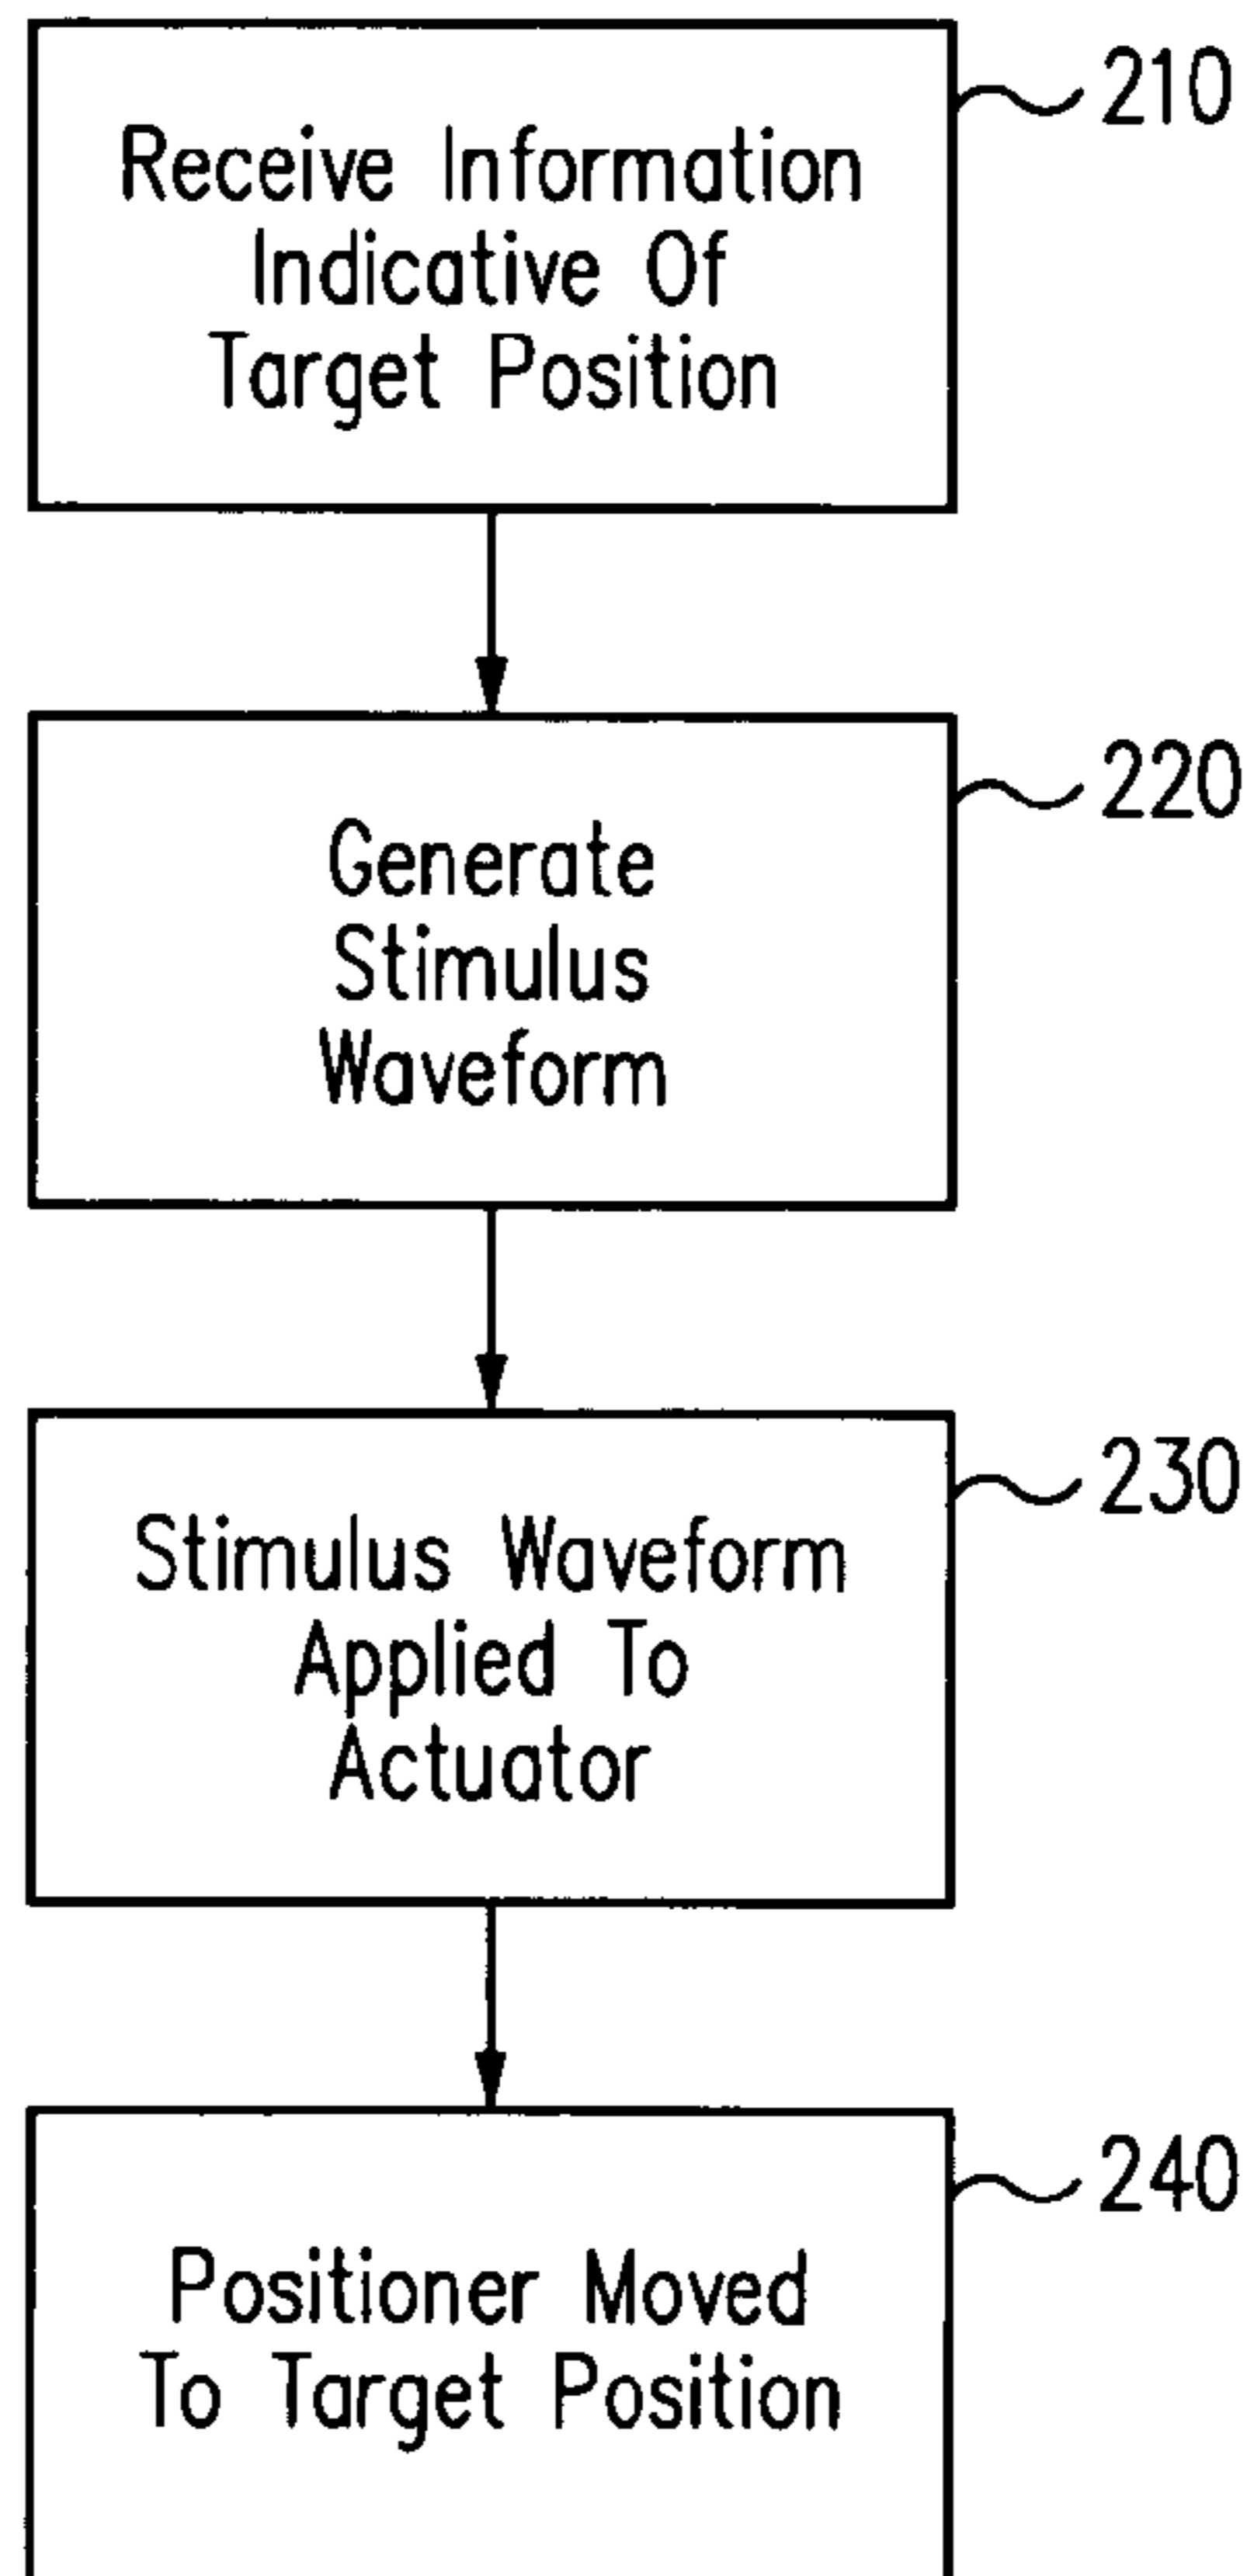 210
Receive Information
Indicative Of
Target Position
220
Generate
Stimulus
Waveform
230
Stimulus Waveform
Applied To
Actuator
240
Positioner Moved
To Target Position